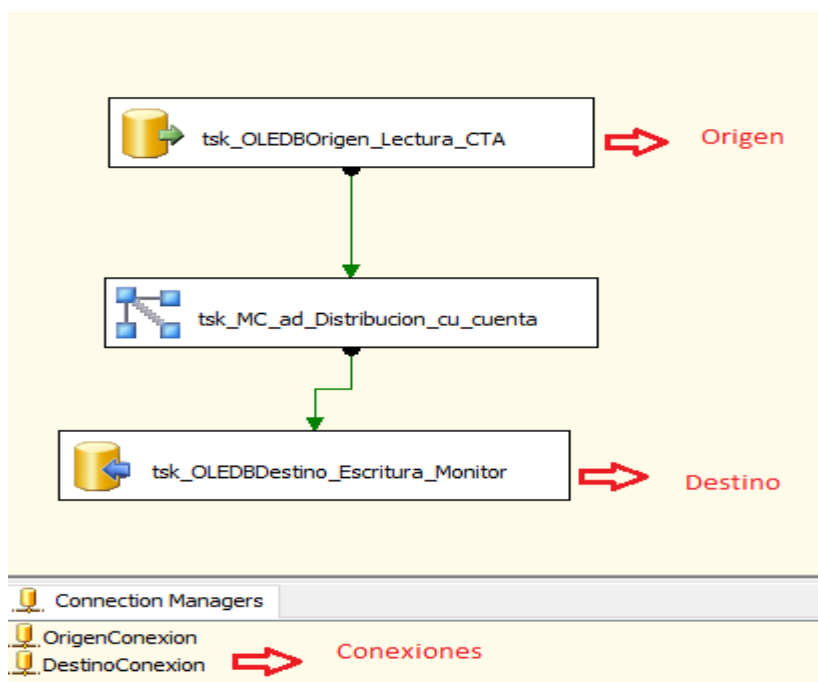 tsk_OLEDBOrigen_Lectura_CTA
Origen
tsk_MC_ad_Distribucion_cu_cuenta
tsk_OLEDBDestino_Escritura_Monitor
Destino
Connection Managers
OrigenConexion
DestinoConexion
Conexiones